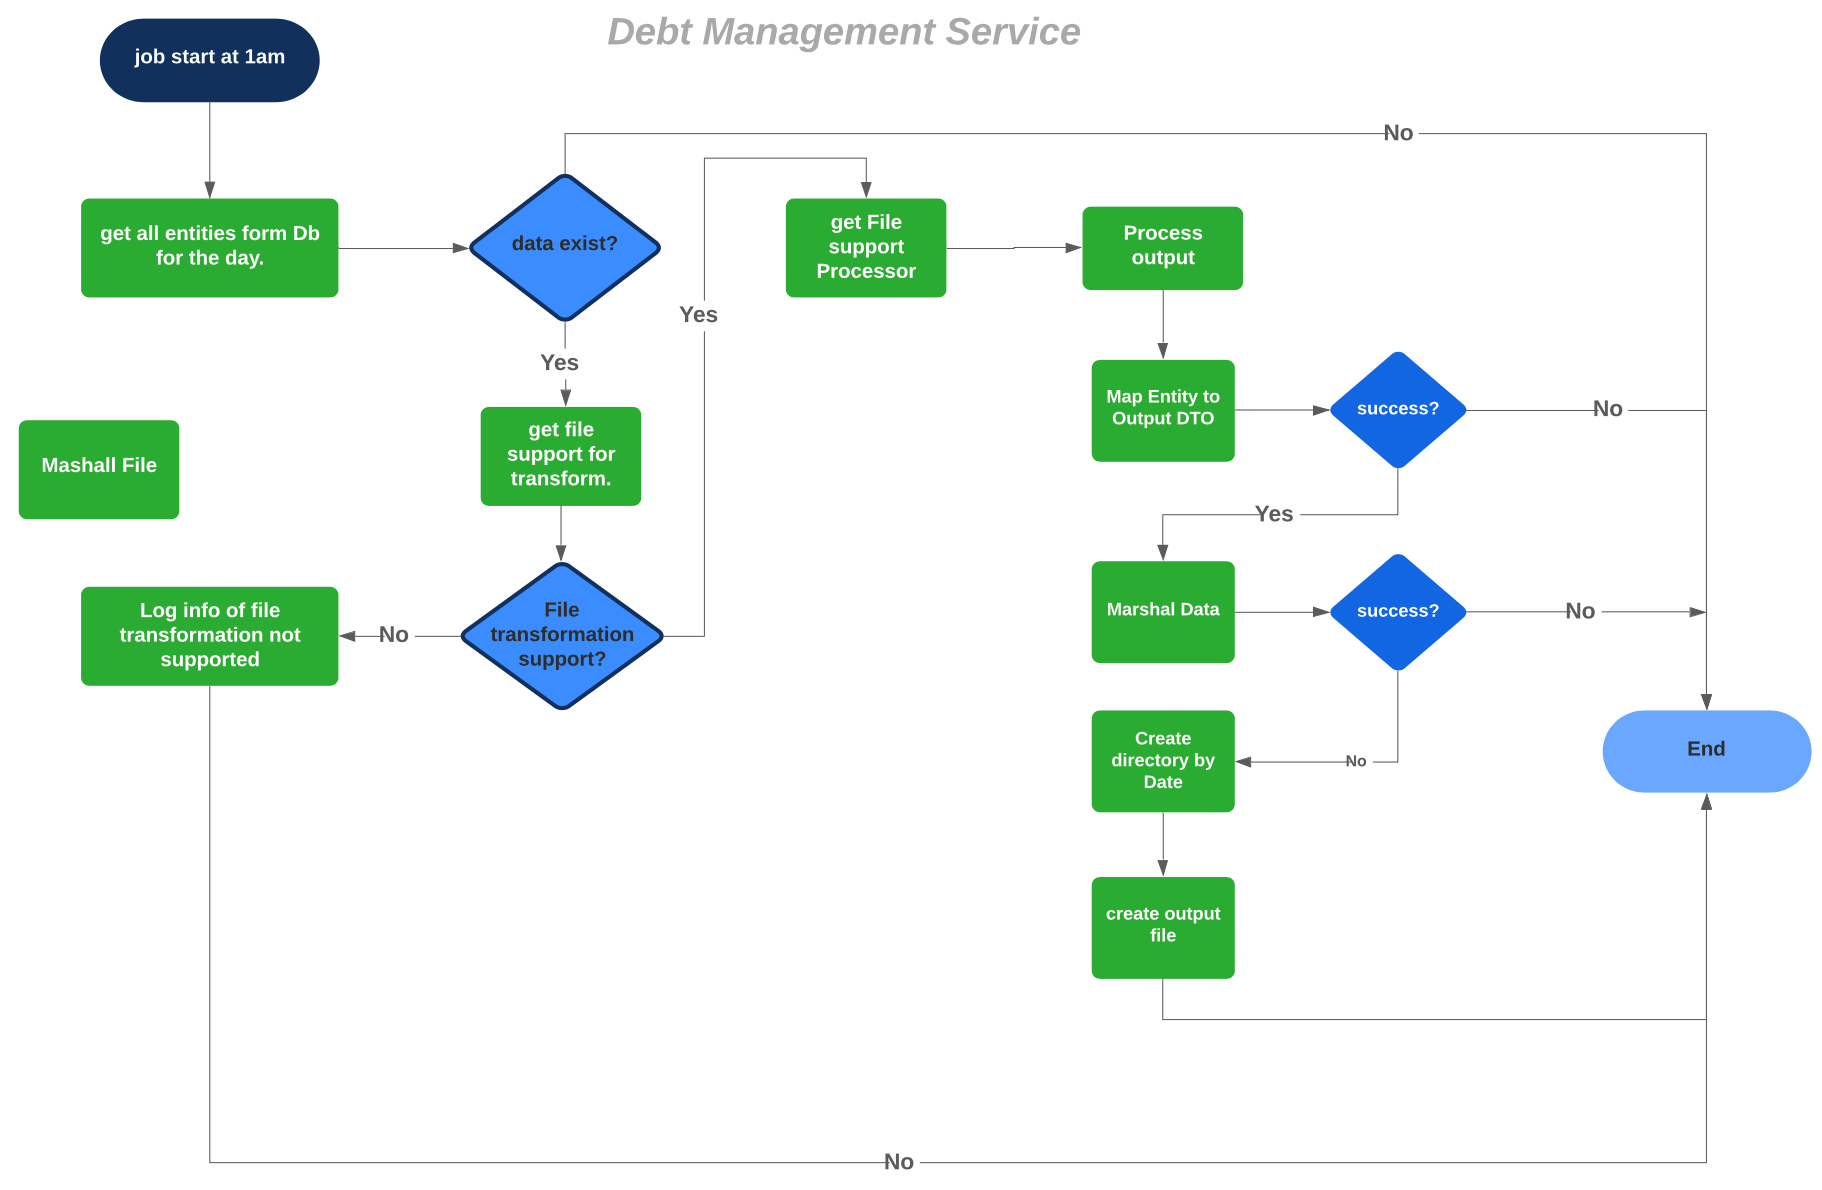 Debt Management Service
job start at 1am
No
get all entities form Db
for the day.
data exist?
get File
support
Processor
Process
output
Yes
Yes
Map Entity to
Output DTO
success?
No
get file
support for
transform.
Mashall File
Yes
File
transformation
support?
No
Log info of file
transformation not
supported
Marshal Data
success?
No
Create
directory by
Date
No
End
create output
file
No